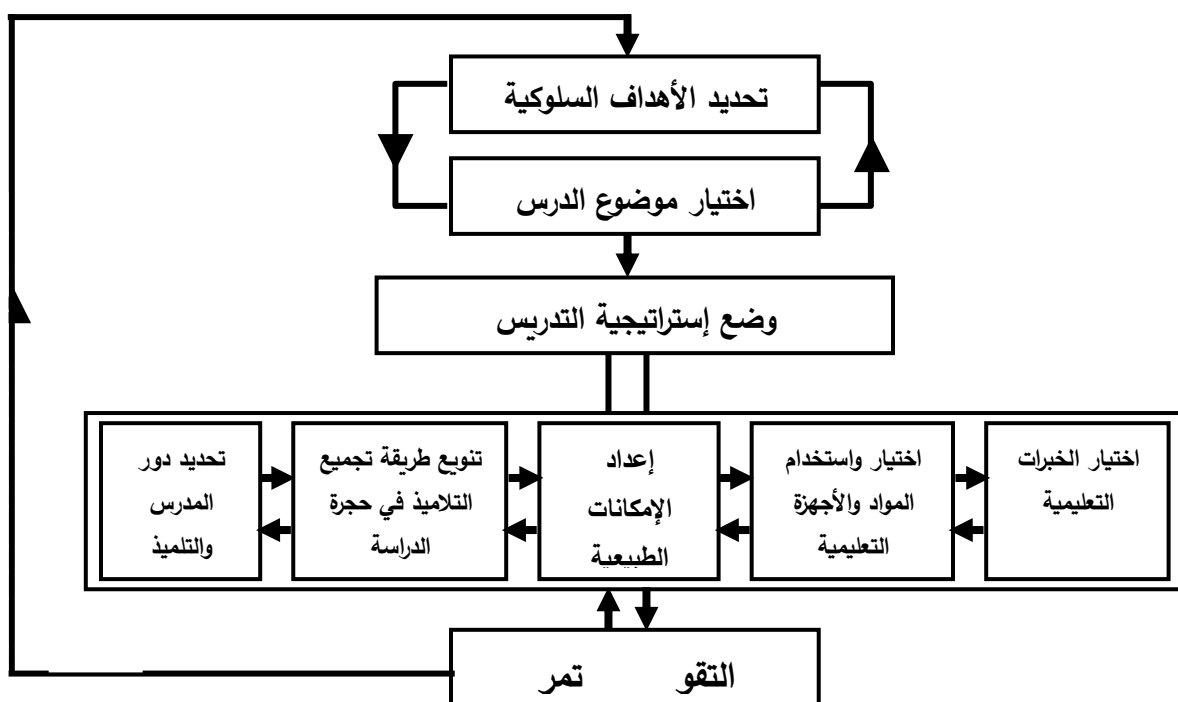 تحديد الأهداف السلوكية
اختيار موضوع الدرس
وضع إستراتيجية التدريس
اختيار الخبرات
التعليمية
اختيار واستخدام
المواد والأجهزة
التعليمية
إعداد
الإمكانات
الطبيعية
تنويع طريقة تجميع
التلاميذ في حجرة
الدراسة
تحديد دور
المدرس
والتلميذ
التقو تمر